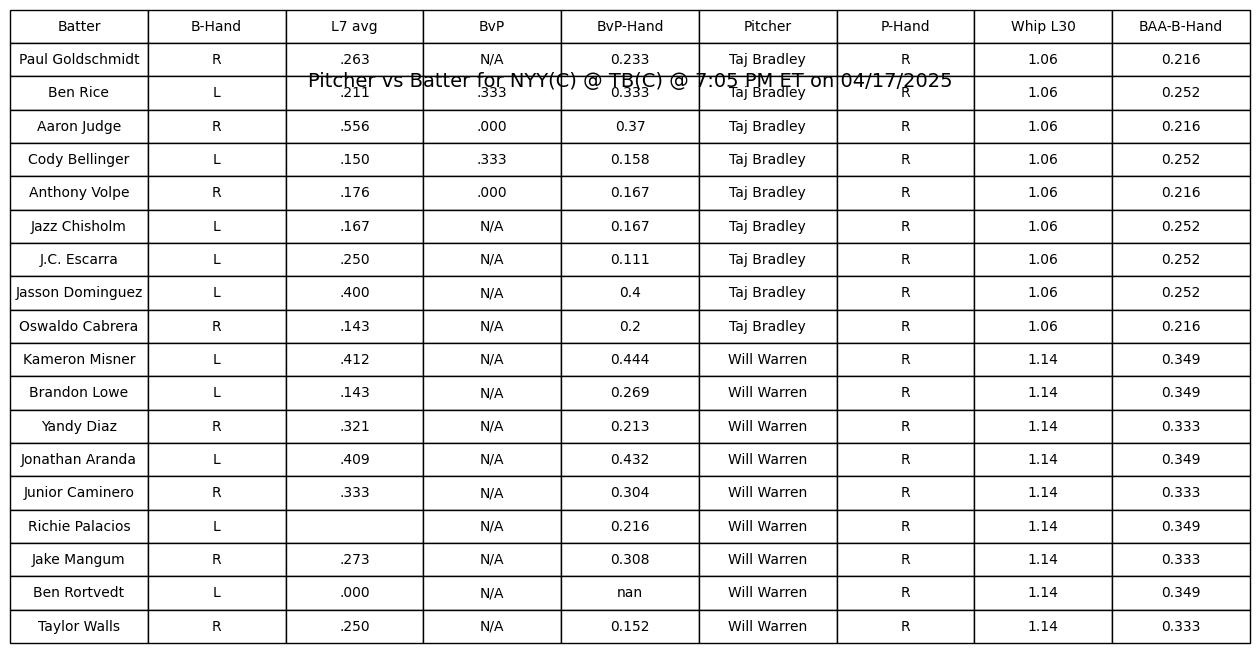 Batter B-Hand L7 avg BvP BvP-Hand Pitcher P-Hand Whip L30 BAA-B-Hand
Paul Goldschmidt R .263 N/A 0.233 Taj Bradley R 1.06 0.216
Pitcher vs Batter for NYY(C) @ TB(C) @ 7:05 PM ET on 04/17/2025
Ben Rice L .211 .333 0.333 Taj Bradley R 1.06 0.252
Aaron Judge R .556 .000 0.37 Taj Bradley R 1.06 0.216
Cody Bellinger L .150 .333 0.158 Taj Bradley R 1.06 0.252
Anthony Volpe R .176 .000 0.167 Taj Bradley R 1.06 0.216
Jazz Chisholm L .167 N/A 0.167 Taj Bradley R 1.06 0.252
J.C. Escarra L .250 N/A 0.111 Taj Bradley R 1.06 0.252
Jasson Dominguez L .400 N/A 0.4 Taj Bradley R 1.06 0.252
Oswaldo Cabrera R .143 N/A 0.2 Taj Bradley R 1.06 0.216
Kameron Misner L .412 N/A 0.444 Will Warren R 1.14 0.349
Brandon Lowe L .143 N/A 0.269 Will Warren R 1.14 0.349
Yandy Diaz R .321 N/A 0.213 Will Warren R 1.14 0.333
Jonathan Aranda L .409 N/A 0.432 Will Warren R 1.14 0.349
Junior Caminero R .333 N/A 0.304 Will Warren R 1.14 0.333
Richie Palacios L N/A 0.216 Will Warren R 1.14 0.349
Jake Mangum R .273 N/A 0.308 Will Warren R 1.14 0.333
Ben Rortvedt L .000 N/A nan Will Warren R 1.14 0.349
Taylor Walls R .250 N/A 0.152 Will Warren R 1.14 0.333